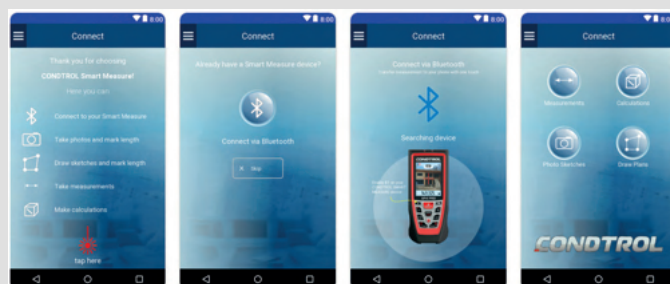 8:00
Connect
Thank you for choosing
CONDTROL Smart Measure!
Here you can:
Connect to your Smart Measure
Take photos and mark length
Draw sketches and mark length
Take measurements
Make calculations
tap here
8:00
Connect
Already have a Smart Measure device?
Connect via Bluetooth
× Skip
8:00
Connect
Connect via Bluetooth
Searching device
CONDTROL
8:00
Connect
Measurements
Calculations
Photo Sketches
Draw Plans
CONDTROL